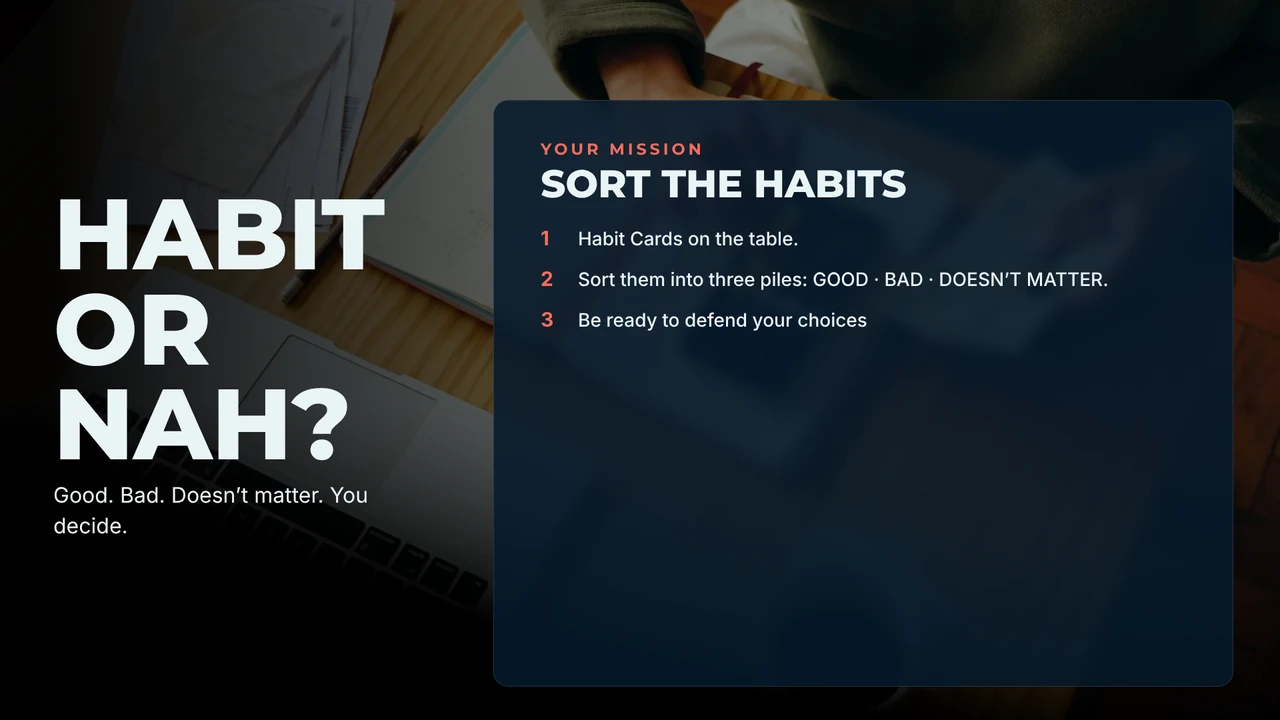 HABIT
OR
NAH?
Good. Bad. Doesn’t matter. You
decide.
YOUR MISSION
SORT THE HABITS
1 Habit Cards on the table.
2 Sort them into three piles: GOOD · BAD · DOESN’T MATTER.
3 Be ready to defend your choices